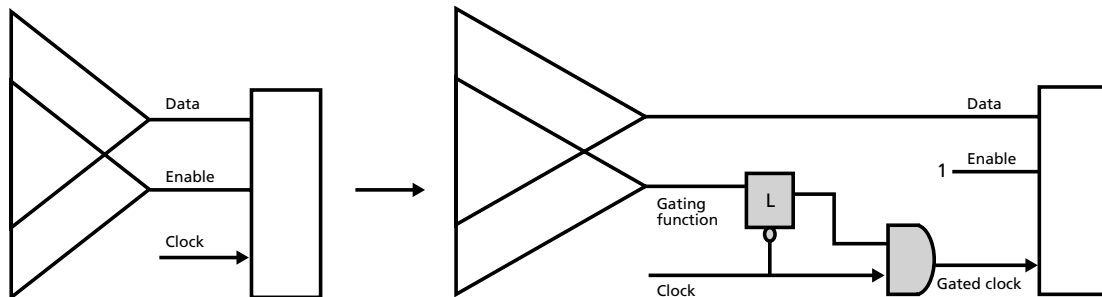 Data
Enable
Clock
Data
1
Enable
L
Gating
function
Clock
Gated clock